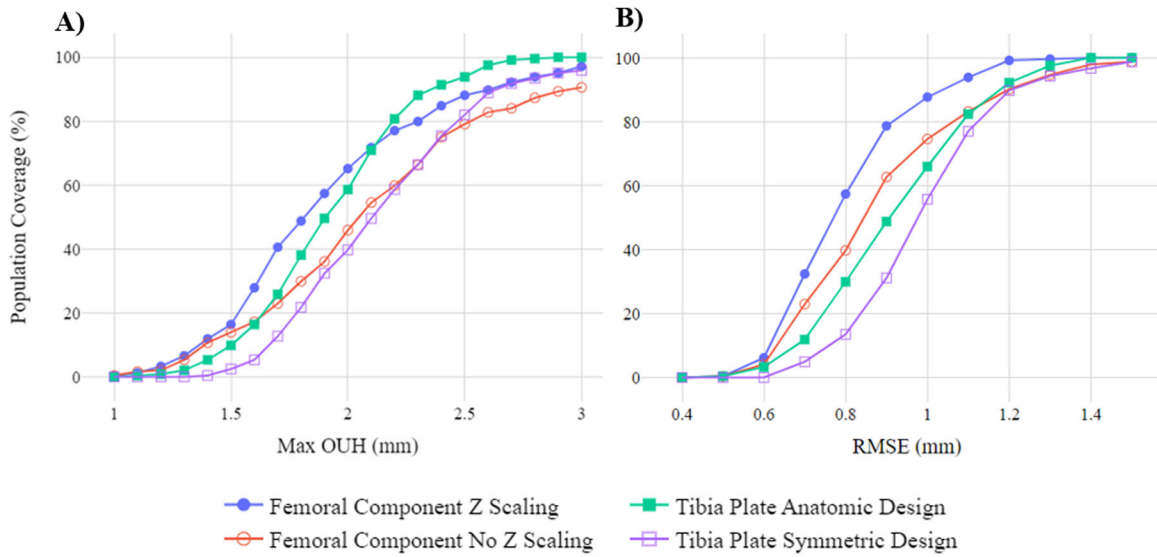 A)
B)
Population Coverage (%)
100
80
60
40
20
0
1
1.5
2
2.5
3
Max OUH (mm)
100
80
60
40
20
0
0.4
0.6
0.8
1
1.2
1.4
RMSE (mm)
Femoral Component Z Scaling
Tibia Plate Anatomic Design
Femoral Component No Z Scaling
Tibia Plate Symmetric Design